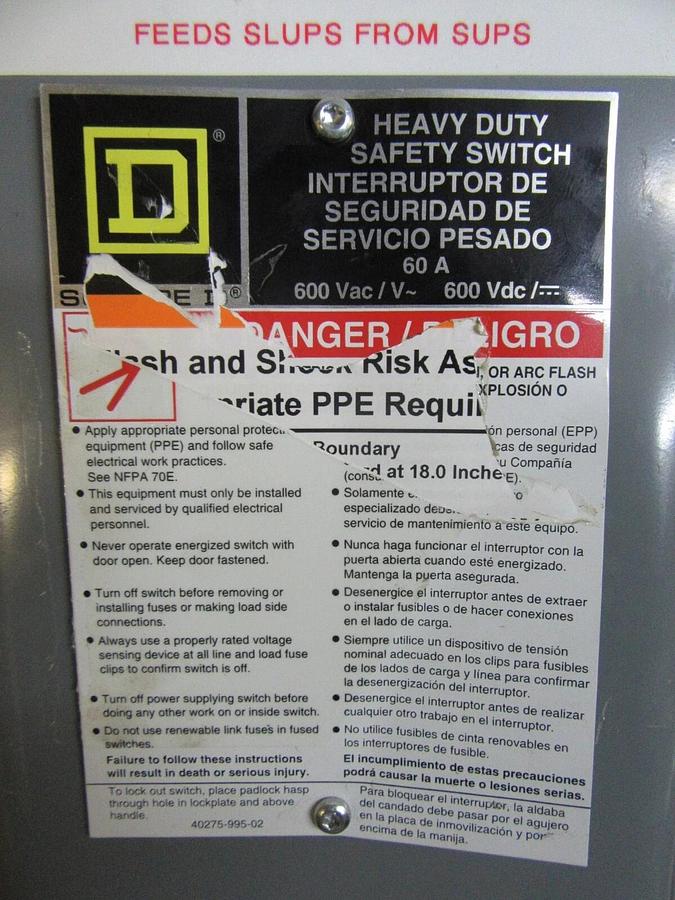 FEEDS SLUPS FROM SUPS
D ®
HEAVY DUTY
SAFETY SWITCH
INTERRUPTOR DE
SEGURIDAD DE
SERVICIO PESADO
60 A
600 Vac / V~ 600 Vdc /⎓
®
DANGER / PELIGRO
and Shock Risk As
PPE
Boundary
at 18.0 Inche
OR ARC FLASH
O
● Apply appropriate personal
equipment (PPE) and follow safe
electrical work practices.
See NFPA 70E.
● This equipment must only be installed
and serviced by qualified electrical
personnel.
● Never operate energized switch with
door open. Keep door fastened.
● Turn off switch before removing or
installing fuses or making load side
connections.
● Always use a properly rated voltage
sensing device at all line and load fuse
clips to confirm switch is off.
● Turn off power supplying switch before
doing any other work on or inside switch.
● Do not use renewable link fuses in fused
switches.
Failure to follow these instructions
will result in death or serious injury.
To lock out switch, place padlock hasp
through hole in lockplate and above
handle.
40275-995-02
personal (EPP)
de seguridad
Compañía
● Solamente
especializado
servicio de mantenimiento a este equipo.
● Nunca haga funcionar el interruptor con la
puerta abierta cuando esté energizado.
Mantenga la puerta asegurada.
● Desenergice el interruptor antes de extraer
o instalar fusibles o de hacer conexiones
en el lado de carga.
● Siempre utilice un dispositivo de tensión
nominal adecuado en los clips para fusibles
de los lados de carga y línea para confirmar
la desenergización del interruptor.
● Desenergice el interruptor antes de realizar
cualquier otro trabajo en el interruptor.
● No utilice fusibles de cinta renovables en
los interruptores de fusible.
El incumplimiento de estas precauciones
podrá causar la muerte o lesiones serias.
Para bloquear el interruptor, la aldaba
del candado debe pasar por el agujero
en la placa de inmovilización y por
encima de la manija.